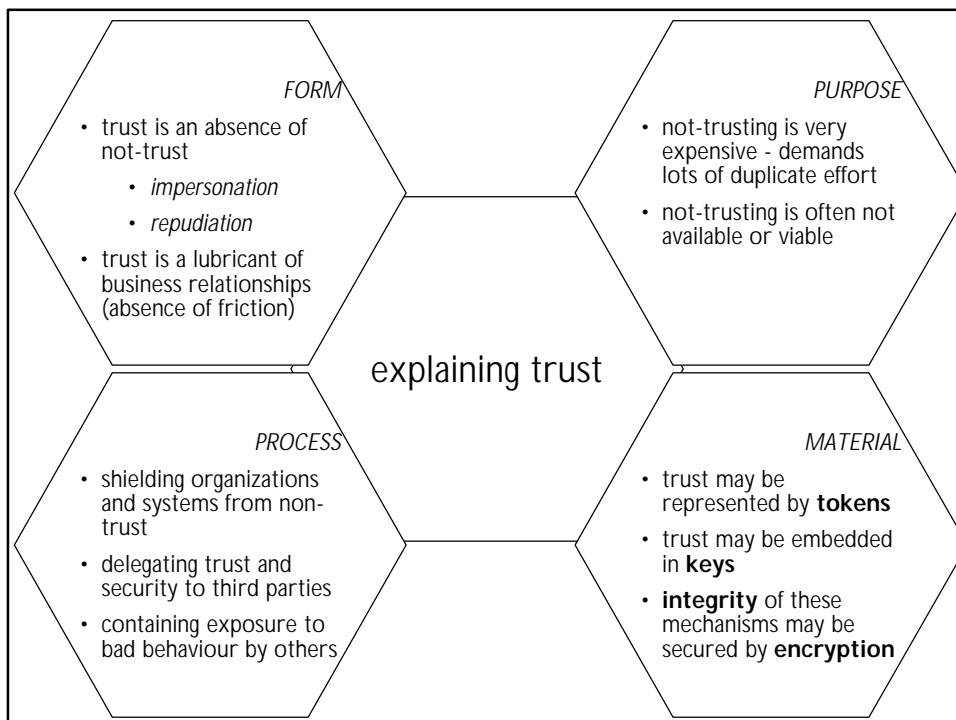 FORM
• trust is an absence of
not-trust
• impersonation
• repudiation
• trust is a lubricant of
business relationships
(absence of friction)
PURPOSE
• not-trusting is very
expensive - demands
lots of duplicate effort
• not-trusting is often not
available or viable
explaining trust
PROCESS
• shielding organizations
and systems from non-
trust
• delegating trust and
security to third parties
• containing exposure to
bad behaviour by others
MATERIAL
• trust may be
represented by tokens
• trust may be embedded
in keys
• integrity of these
mechanisms may be
secured by encryption